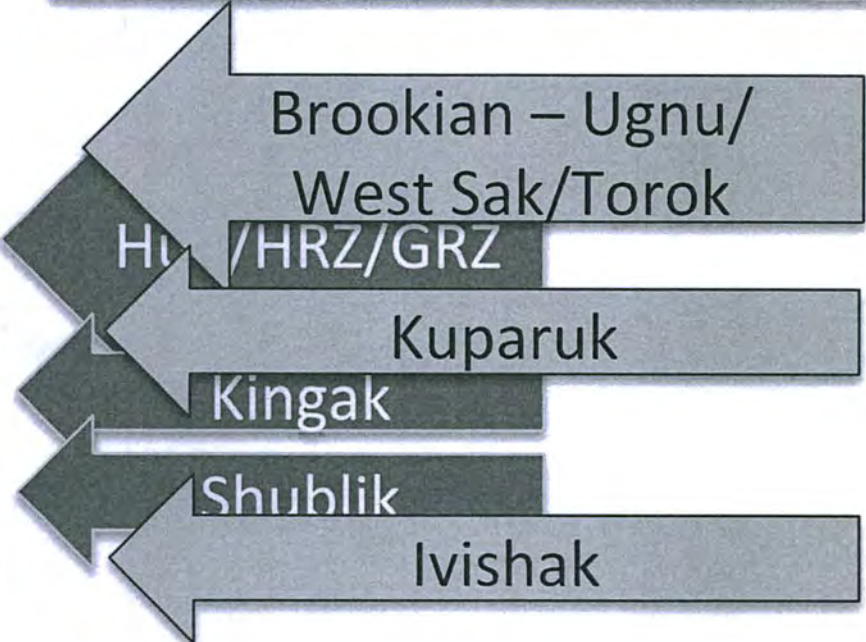 Brookian – Ugnu/
West Sak/Torok
/HRZ/GRZ
Kuparuk
Kingak
Shublik
Ivishak